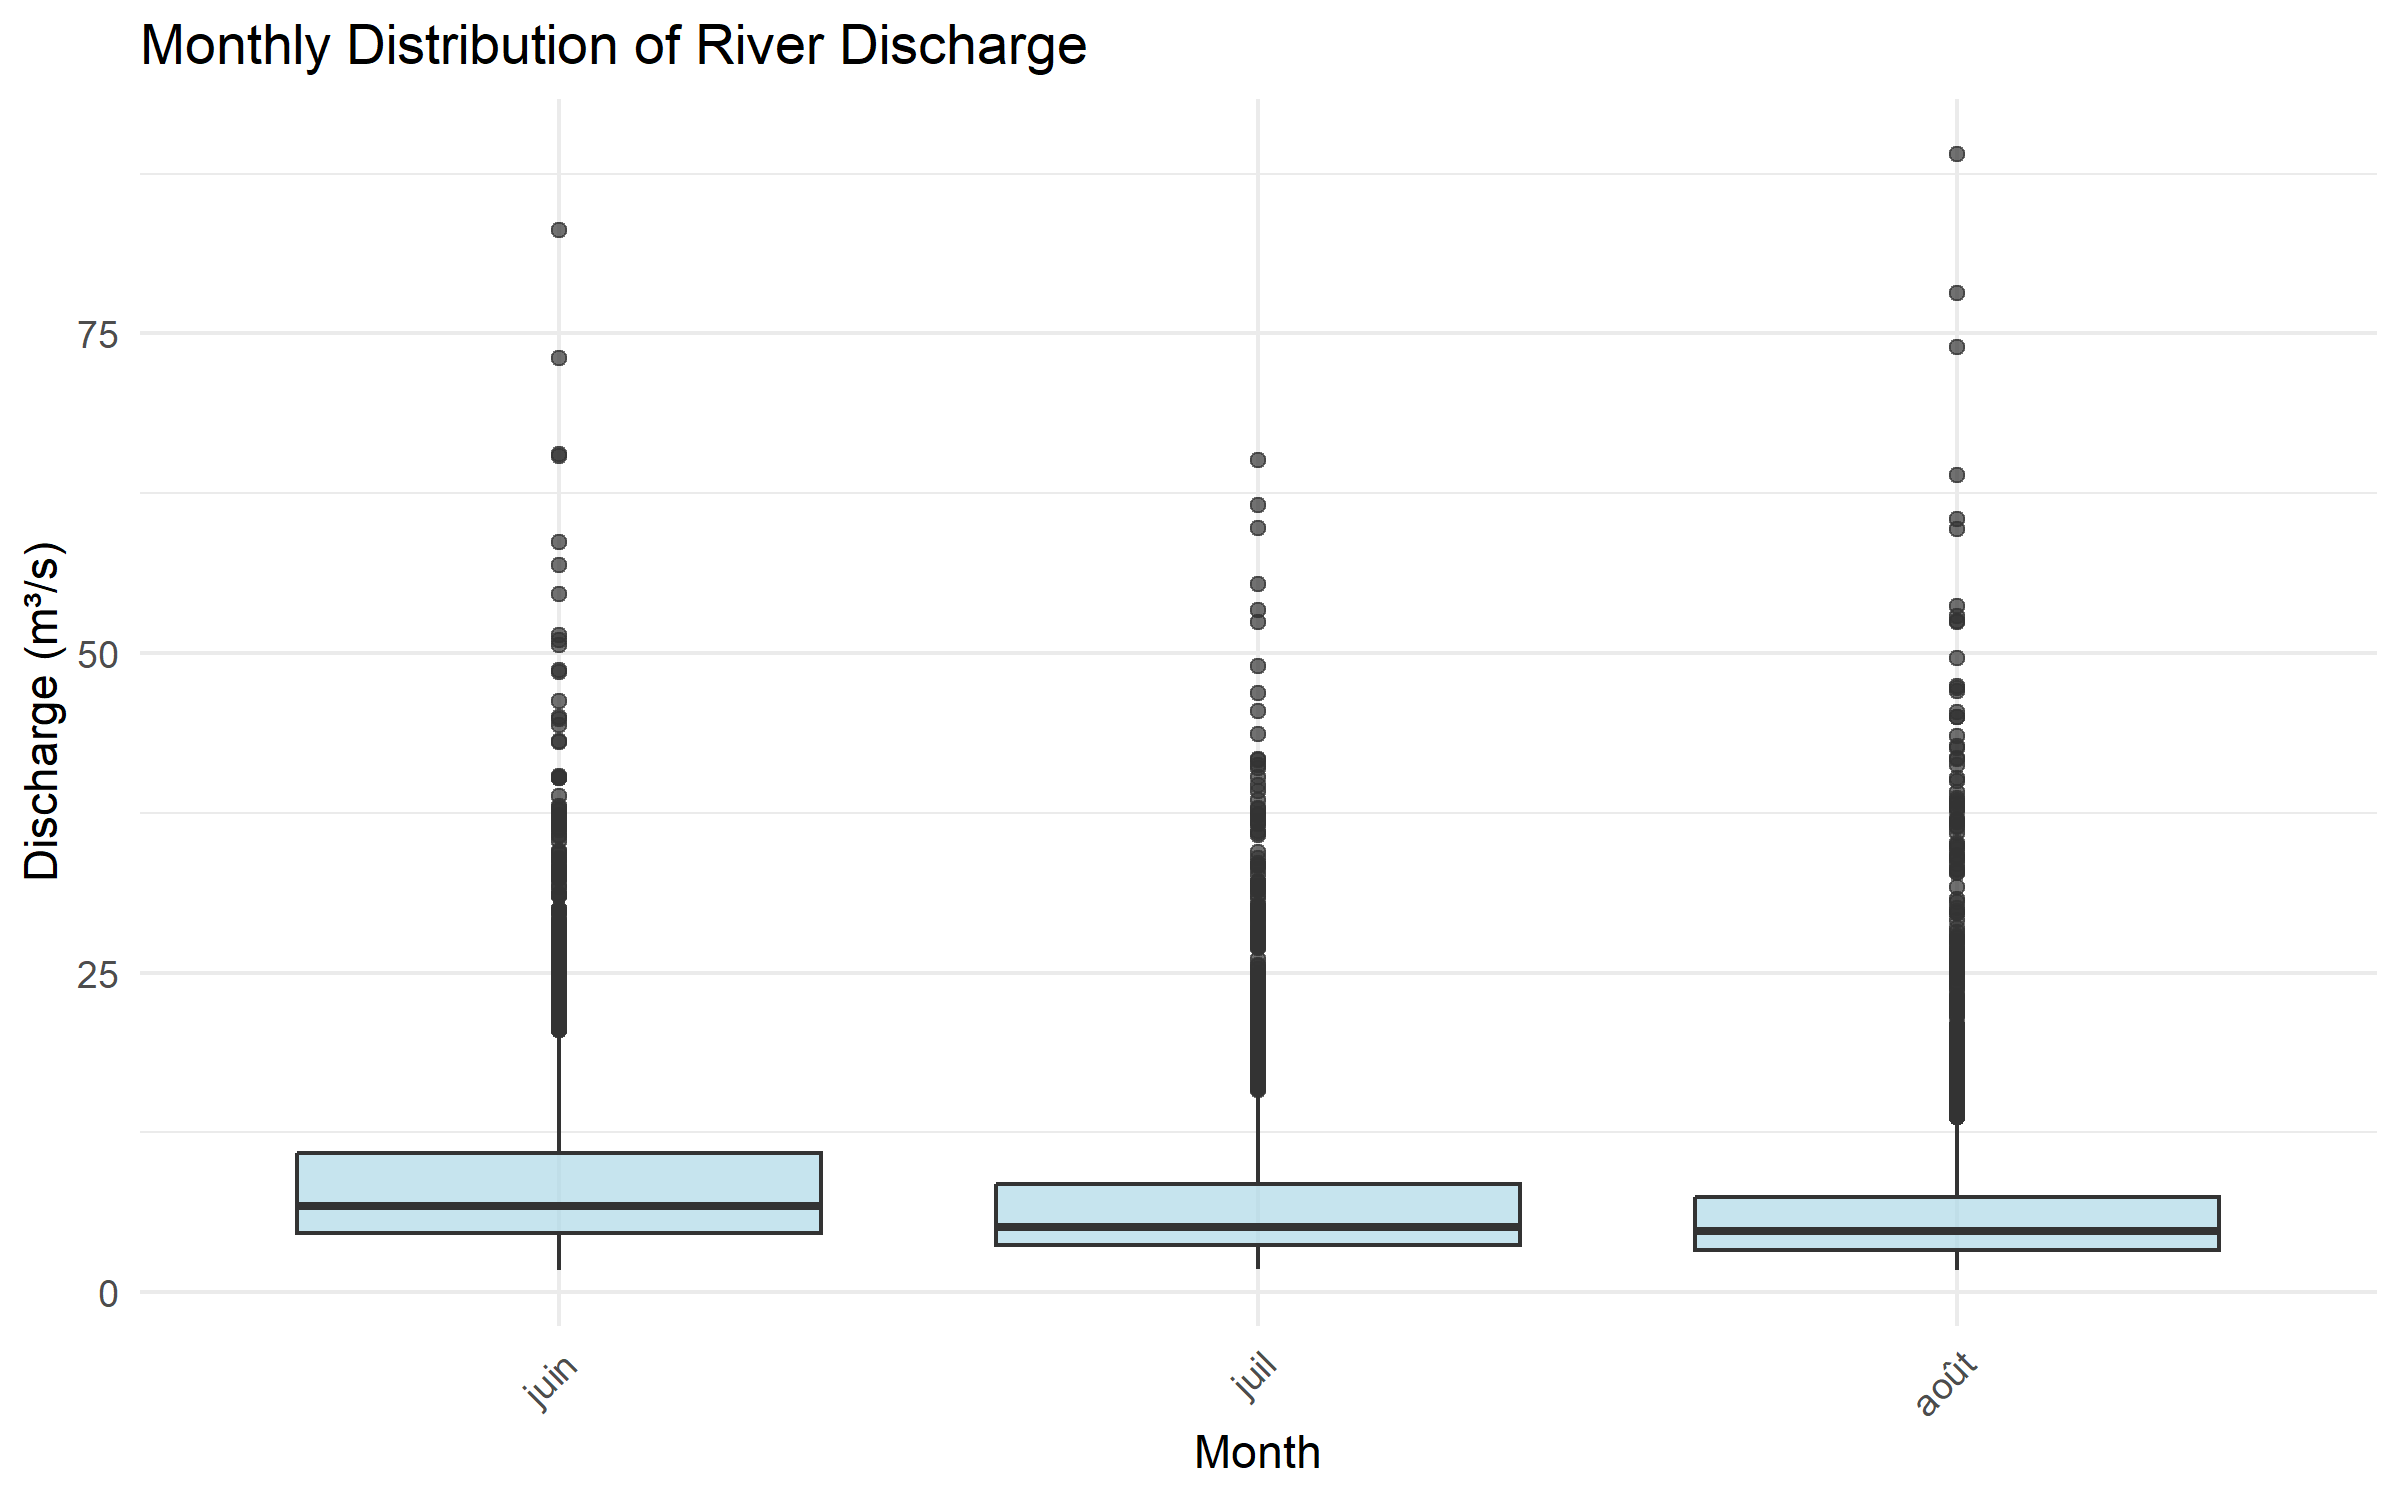 Monthly Distribution of River Discharge
Discharge (m³/s)
75
50
25
0
juin
juil
août
Month